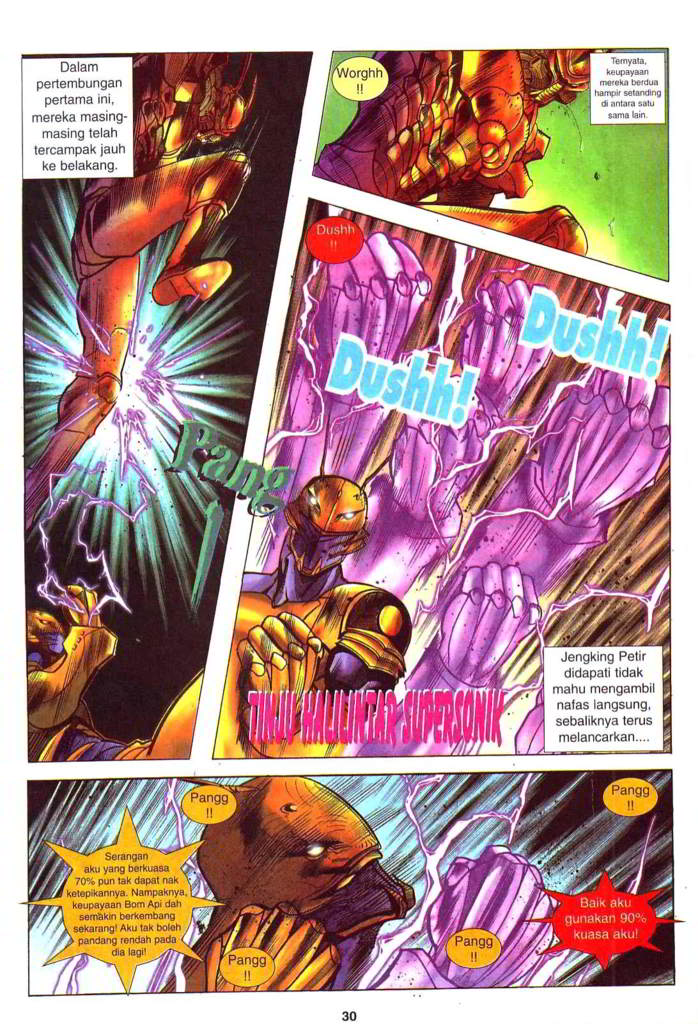 Dalam
pertembungan
pertama ini,
mereka masing-
masing telah
tercampak jauh
ke belakang.
Pang
!
Worghh
!!
Ternyata,
keupayaan
mereka berdua
hampir setanding
di antara satu
sama lain.
Dushh
!!
Dushh!
Dushh!
TINJU HALILINTAR SUPERSONIK
Jengking Petir
didapati tidak
mahu mengambil
nafas langsung,
sebaliknya terus
melancarkan....
Pangg
!!
Serangan
aku yang berkuasa
70% pun tak dapat nak
ketepikannya. Nampaknya,
keupayaan Bom Api dah
semakin berkembang
sekarang! Aku tak boleh
pandang rendah pada
dia lagi!
Pangg
!!
Pangg
!!
Pangg
!!
Baik aku
gunakan 90%
kuasa aku!
30